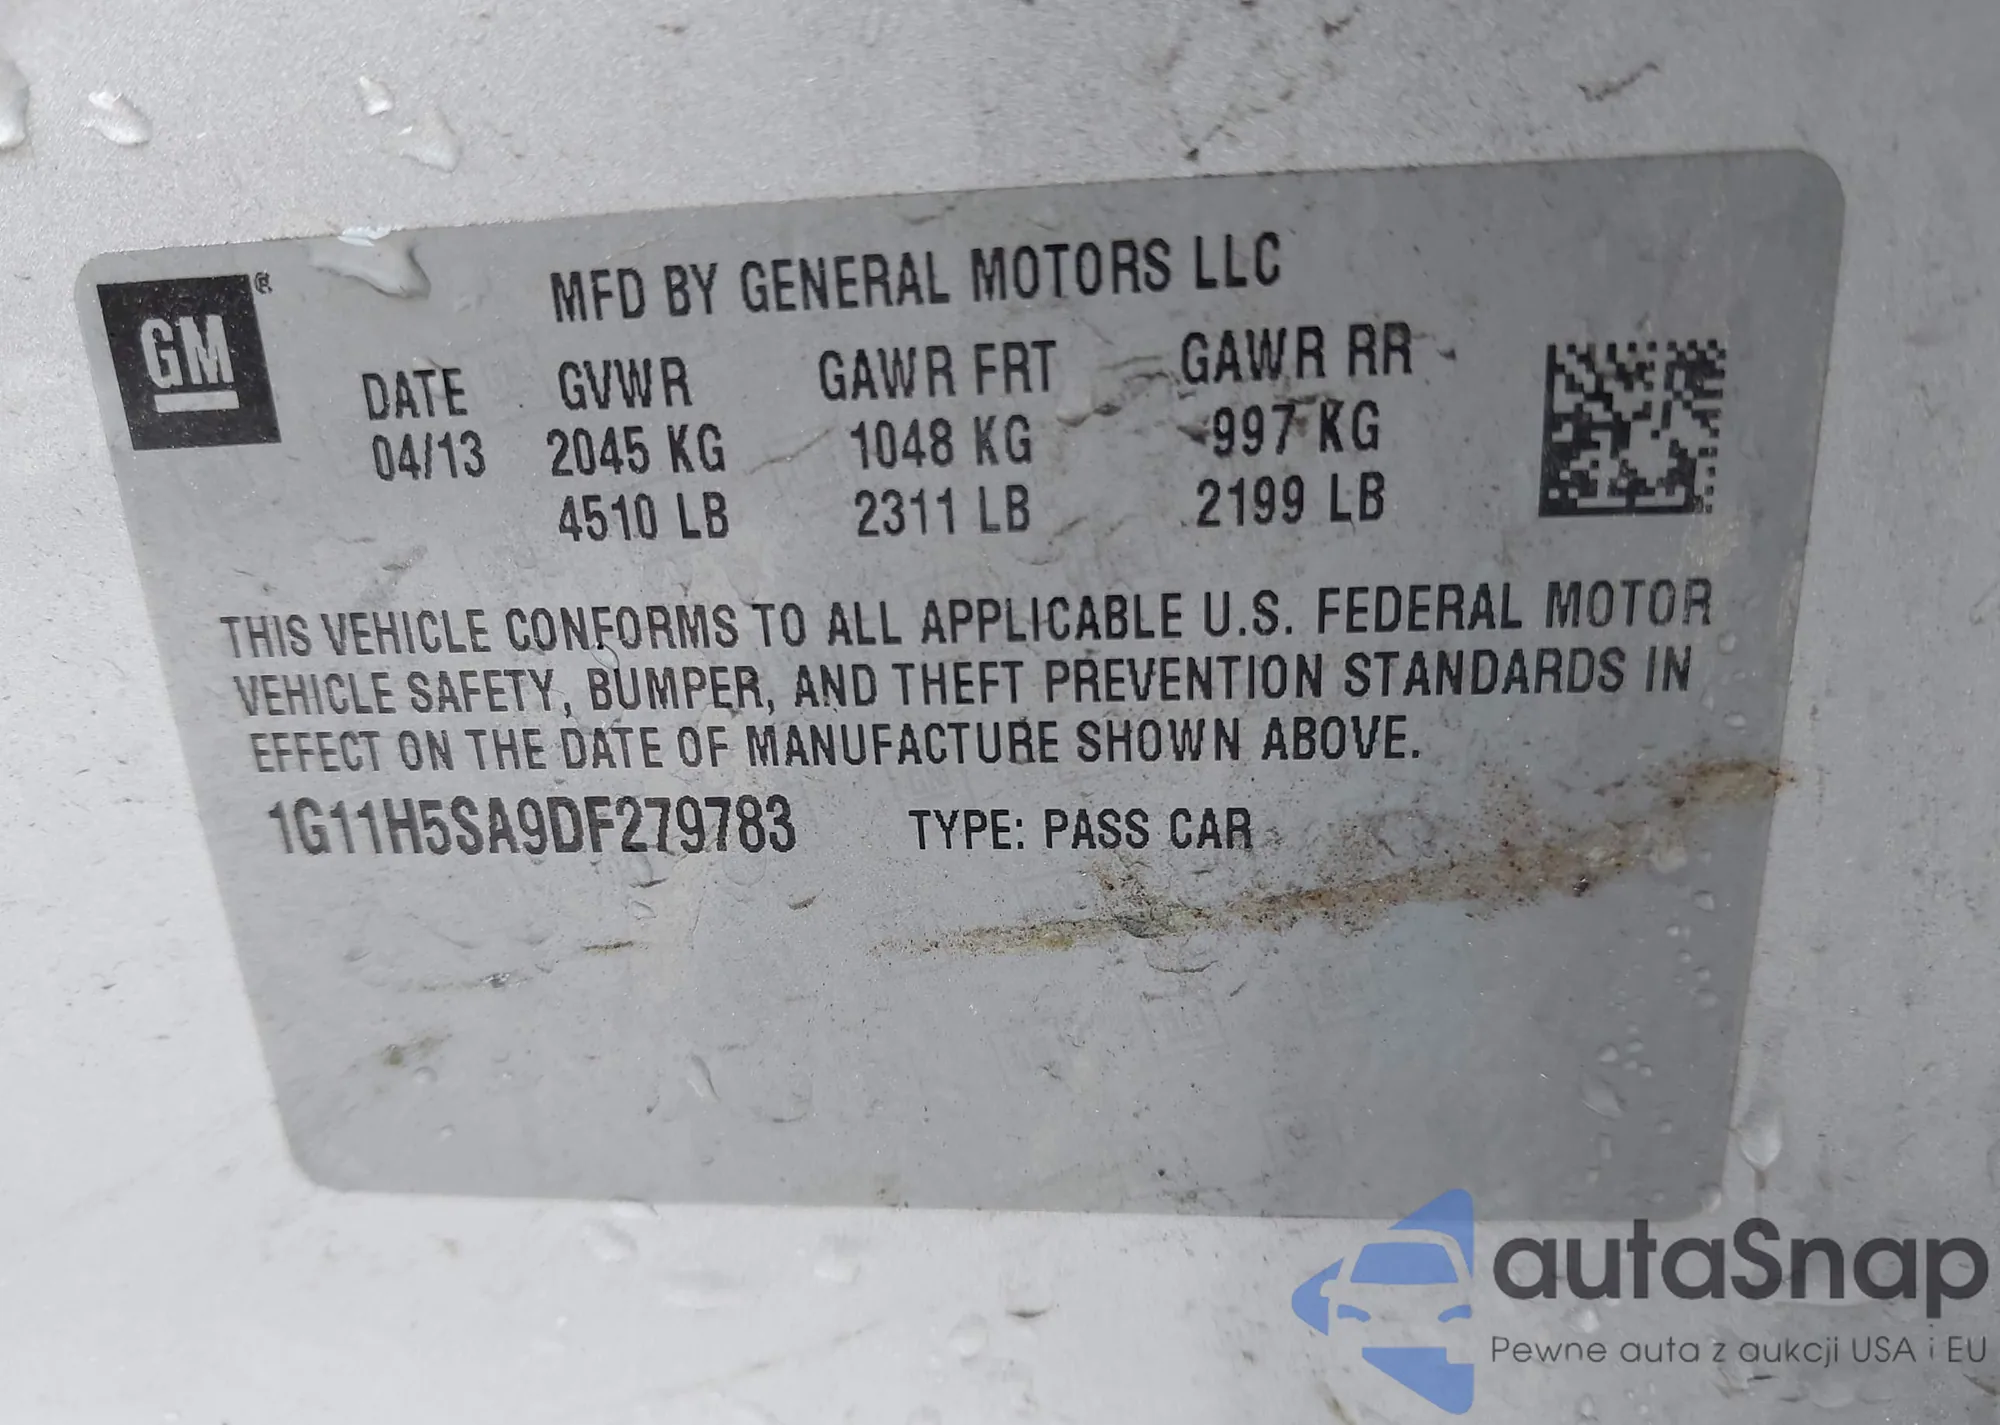 GM ®
MFD BY GENERAL MOTORS LLC
DATE GVWR GAWR FRT GAWR RR
04/13 2045 KG 1048 KG 997 KG
4510 LB 2311 LB 2199 LB
THIS VEHICLE CONFORMS TO ALL APPLICABLE U.S. FEDERAL MOTOR
VEHICLE SAFETY, BUMPER, AND THEFT PREVENTION STANDARDS IN
EFFECT ON THE DATE OF MANUFACTURE SHOWN ABOVE.
1G11H5SA9DF279783 TYPE: PASS CAR
autaSnap
Pewne auta z aukcji USA i EU